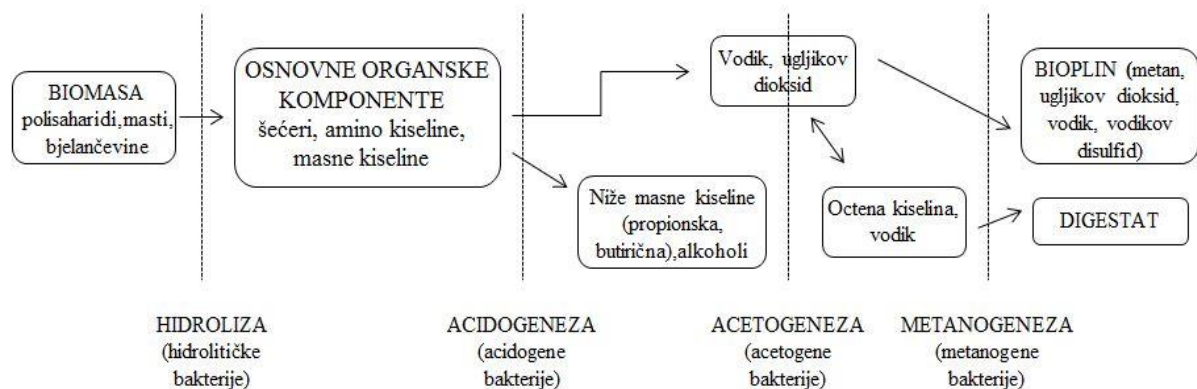 BIOMASA
polisaharidi,masti,
bjelančevine
OSNOVNE ORGANSKE
KOMPONENTE
šećeri, amino kiseline,
masne kiseline
Vodik, ugljikov
dioksid
Niže masne kiseline
(propionska,
butirična),alkoholi
Octena kiselina,
vodik
BIOPLIN (metan,
ugljikov dioksid,
vodik, vodikov
disulfid)
DIGESTAT
HIDROLIZA
(hidrolitičke
bakterije)
ACIDOGENEZA
(acidogene
bakterije)
ACETOGENEZA
(acetogene
bakterije)
METANOGENEZA
(metanogene
bakterije)